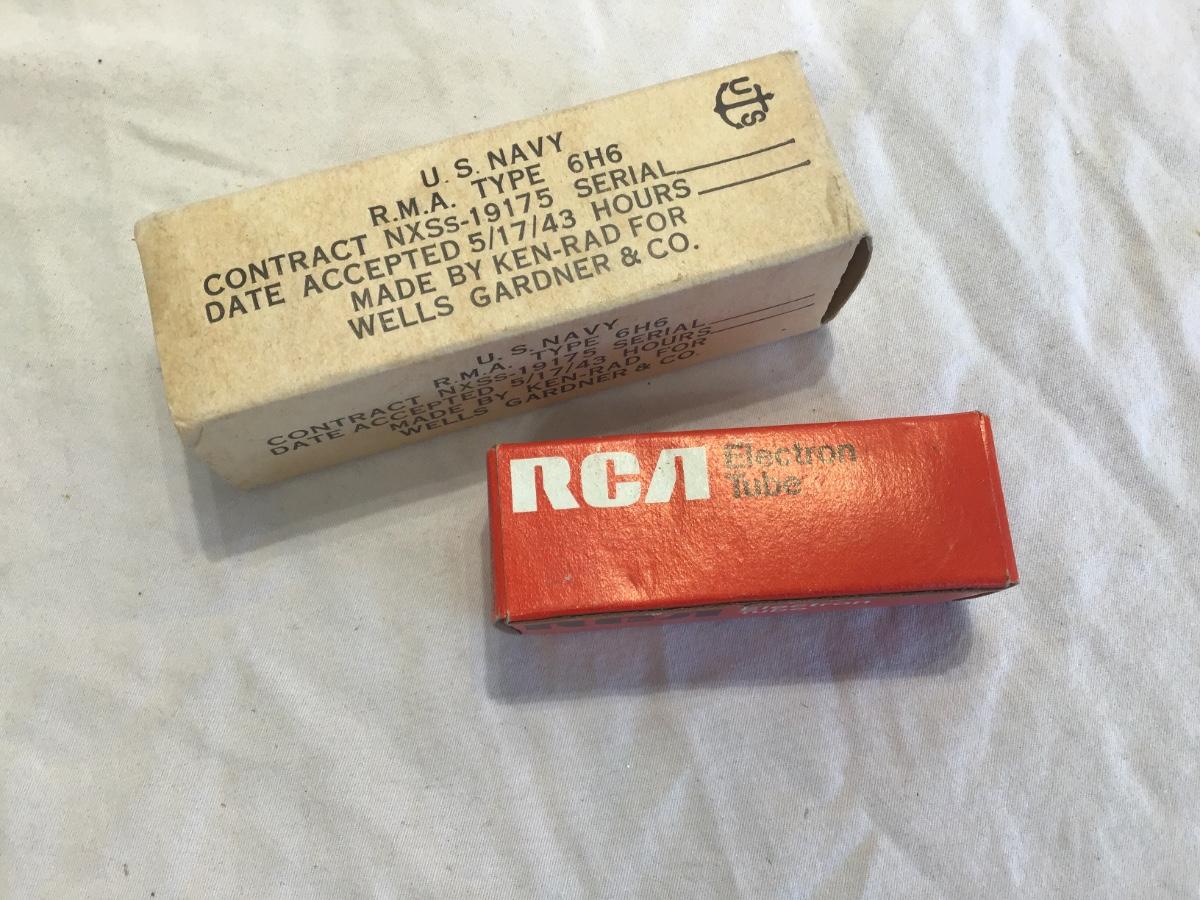 U.S. NAVY
R.M.A. TYPE 6H6
CONTRACT NXSs-19175 SERIAL
DATE ACCEPTED 5/17/43 HOURS
MADE BY KEN-RAD FOR
WELLS GARDNER & CO.
US
U.S. NAVY
R.M.A. TYPE 6H6
CONTRACT NXSS-19175 SERIAL
DATE ACCEPTED 5/17/43 HOURS
MADE BY KEN-RAD FOR
WELLS GARDNER & CO.
RCA Electron
Tube
Electron